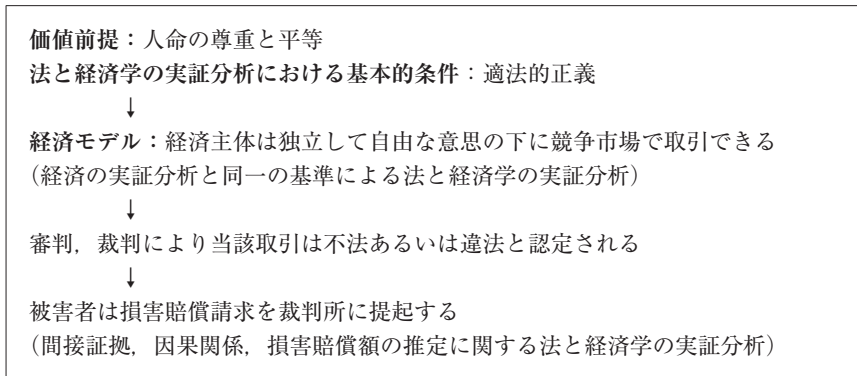 価値前提：人命の尊重と平等
法と経済学の実証分析における基本的条件：適法的正義
↓
経済モデル：経済主体は独立して自由な意思の下に競争市場で取引できる
（経済の実証分析と同一の基準による法と経済学の実証分析）
↓
審判，裁判により当該取引は不法あるいは違法と認定される
↓
被害者は損害賠償請求を裁判所に提起する
（間接証拠，因果関係，損害賠償額の推定に関する法と経済学の実証分析）